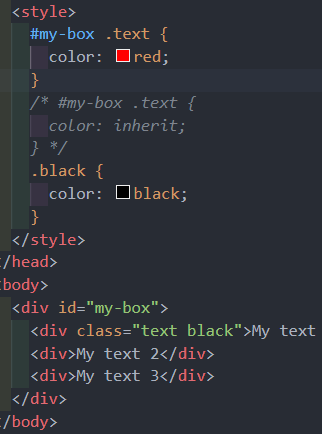 <style>
#my-box .text {
color: red;
}
/* #my-box .text {
color: inherit;
} */
.black {
color: black;
}
</style>
</head>
<body>
<div id="my-box">
<div class="text black">My text
<div>My text 2</div>
<div>My text 3</div>
</div>
</body>